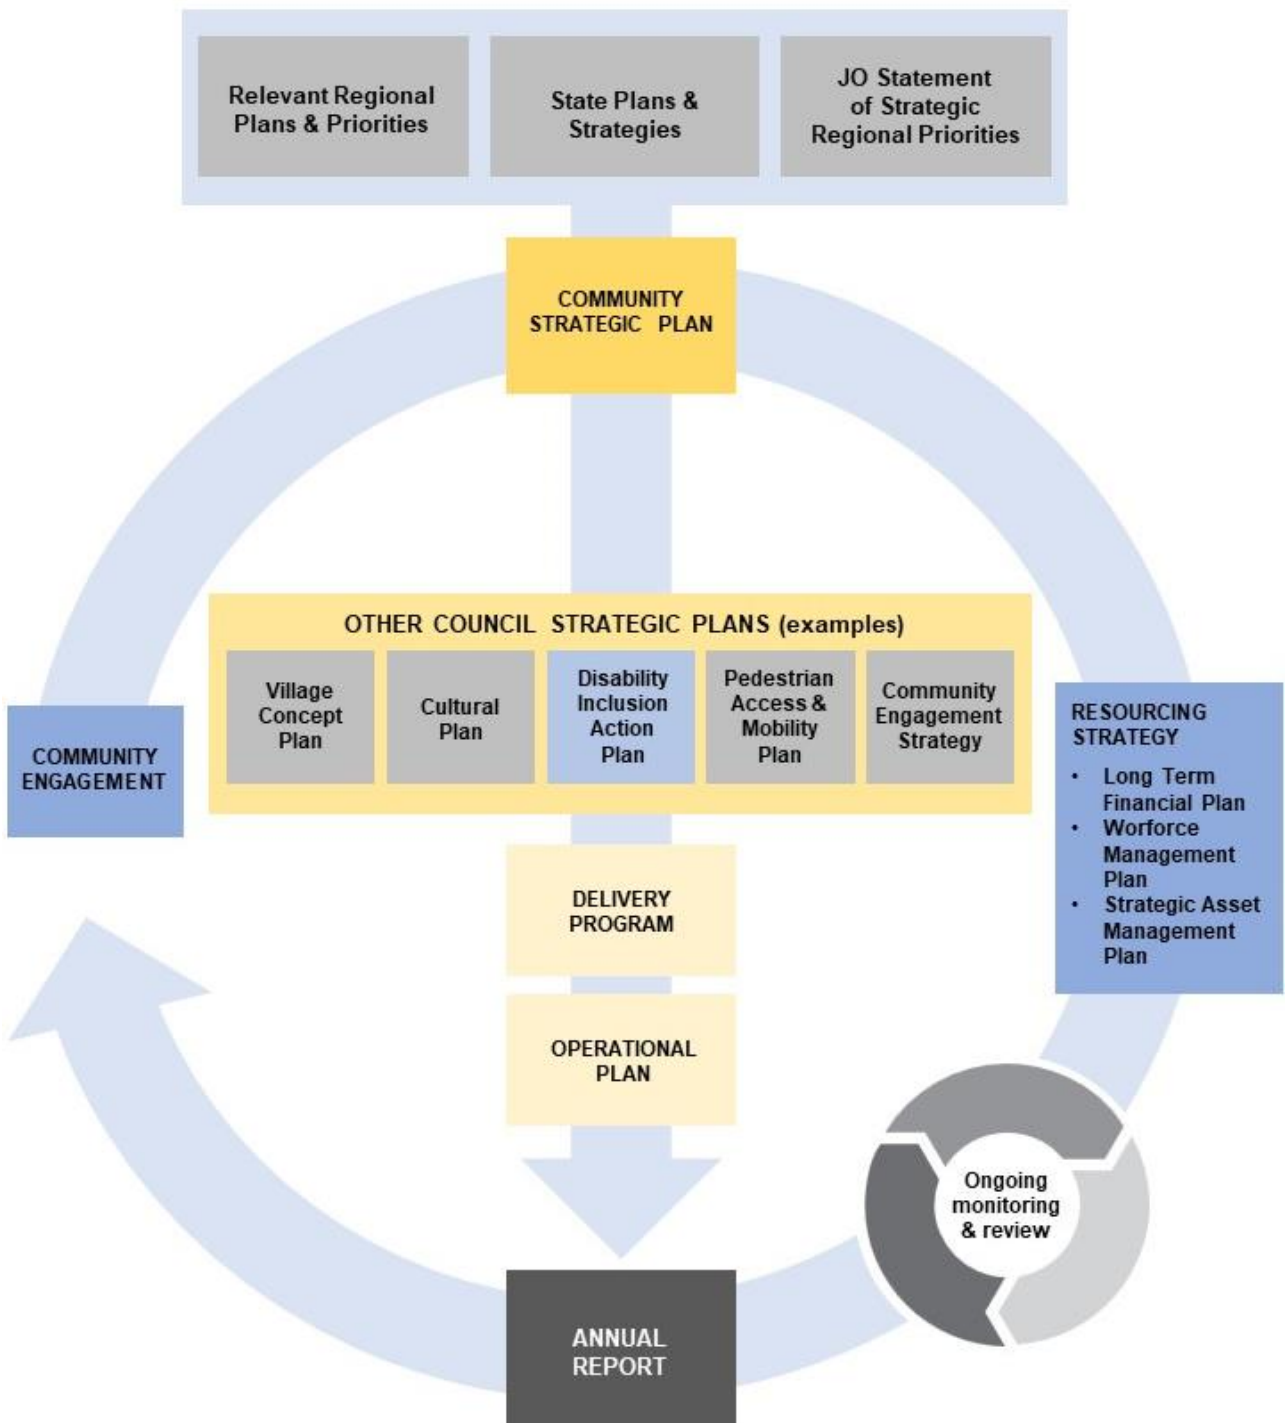 Relevant Regional
Plans & Priorities
State Plans &
Strategies
JO Statement
of Strategic
Regional Priorities
COMMUNITY
STRATEGIC PLAN
OTHER COUNCIL STRATEGIC PLANS (examples)
Village
Concept
Plan
Cultural
Plan
Disability
Inclusion
Action
Plan
Pedestrian
Access &
Mobility
Plan
Community
Engagement
Strategy
COMMUNITY
ENGAGEMENT
RESOURCING
STRATEGY
• Long Term
Financial Plan
• Worforce
Management
Plan
• Strategic Asset
Management
Plan
DELIVERY
PROGRAM
OPERATIONAL
PLAN
Ongoing
monitoring
& review
ANNUAL
REPORT